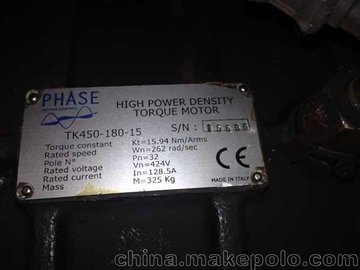 PHASE
MOTION CONTROL
HIGH POWER DENSITY
TORQUE MOTOR
TK450-180-15
S/N :
Torque constant Kt=15.94 Nm/Arms
Rated speed Wn=262 rad/sec
Pole N° Pn=32
Rated voltage Vn=424V
Rated current In=128.5A
Mass M=325 Kg
CE
MADE IN ITALY
china.makepolo.com